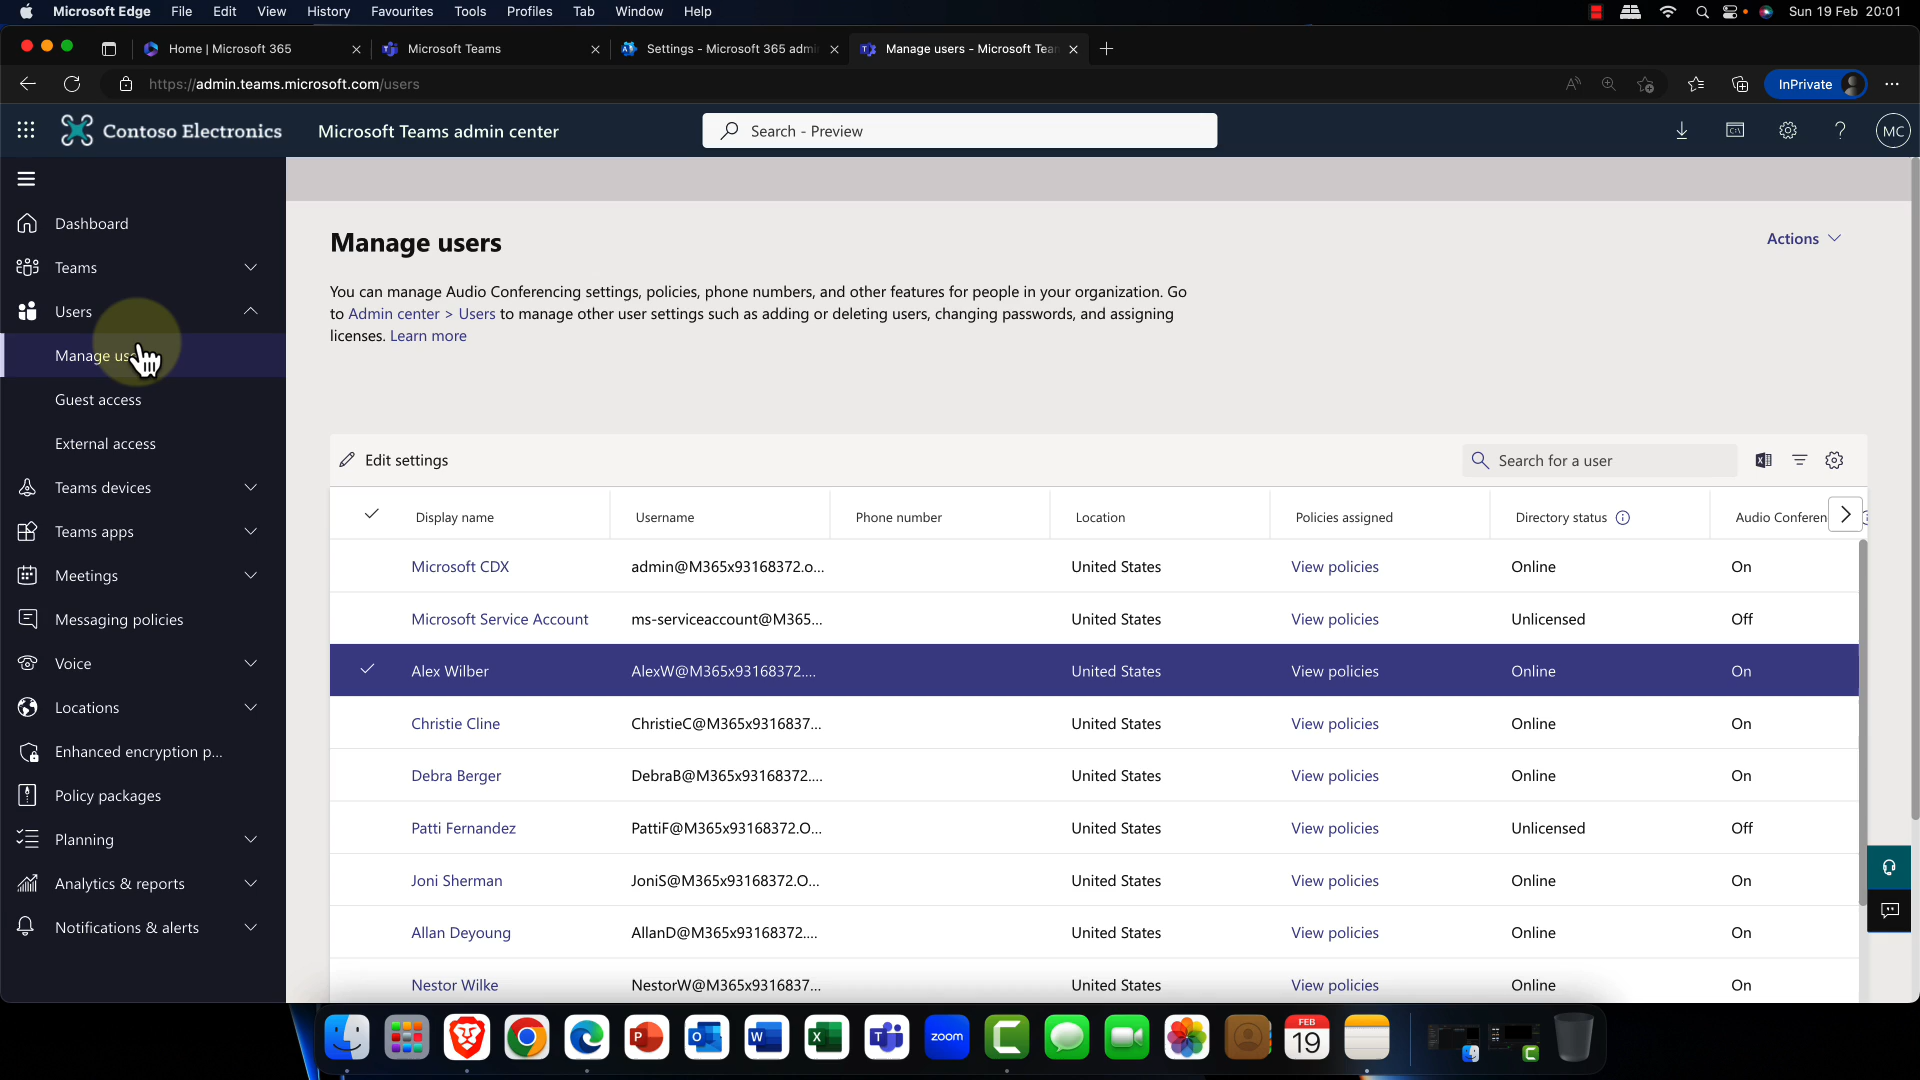 Microsoft Edge File Edit View History Favourites Tools Profiles Tab Window Help Sun 19 Feb 20:01
Home | Microsoft 365 Microsoft Teams Settings - Microsoft 365 admi Manage users - Microsoft Tea
https://admin.teams.microsoft.com/users InPrivate
Contoso Electronics Microsoft Teams admin center Search - Preview MC
Dashboard
Teams
Users
Manage us
Guest access
External access
Teams devices
Teams apps
Meetings
Messaging policies
Voice
Locations
Enhanced encryption p...
Policy packages
Planning
Analytics & reports
Notifications & alerts
Manage users
Actions
You can manage Audio Conferencing settings, policies, phone numbers, and other features for people in your organization. Go
to Admin center > Users to manage other user settings such as adding or deleting users, changing passwords, and assigning
licenses. Learn more
Edit settings Search for a user
Display name Username Phone number Location Policies assigned Directory status Audio Conferen
Microsoft CDX admin@M365x93168372.o... United States View policies Online On
Microsoft Service Account ms-serviceaccount@M365... United States View policies Unlicensed Off
Alex Wilber AlexW@M365x93168372.... United States View policies Online On
Christie Cline ChristieC@M365x9316837... United States View policies Online On
Debra Berger DebraB@M365x93168372.... United States View policies Online On
Patti Fernandez PattiF@M365x93168372.O... United States View policies Unlicensed Off
Joni Sherman JoniS@M365x93168372.O... United States View policies Online On
Allan Deyoung AllanD@M365x93168372.... United States View policies Online On
Nestor Wilke NestorW@M365x9316837... United States View policies Online On
zoom
FEB
19